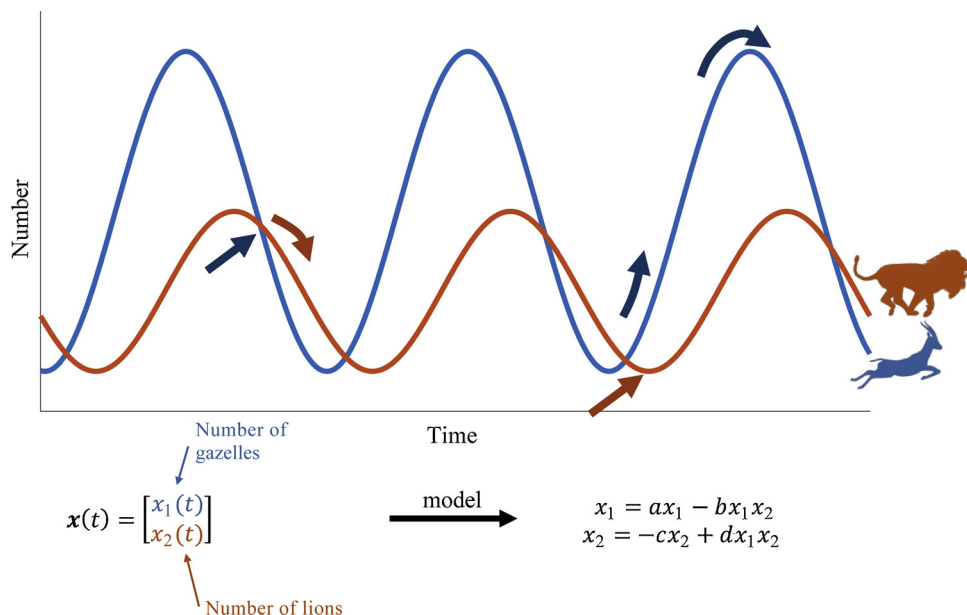 Number
Time
Number of
gazelles
𝒙(t) = [x₁(t)
x₂(t)]
model
x₁ = ax₁ − bx₁x₂
x₂ = −cx₂ + dx₁x₂
Number of lions